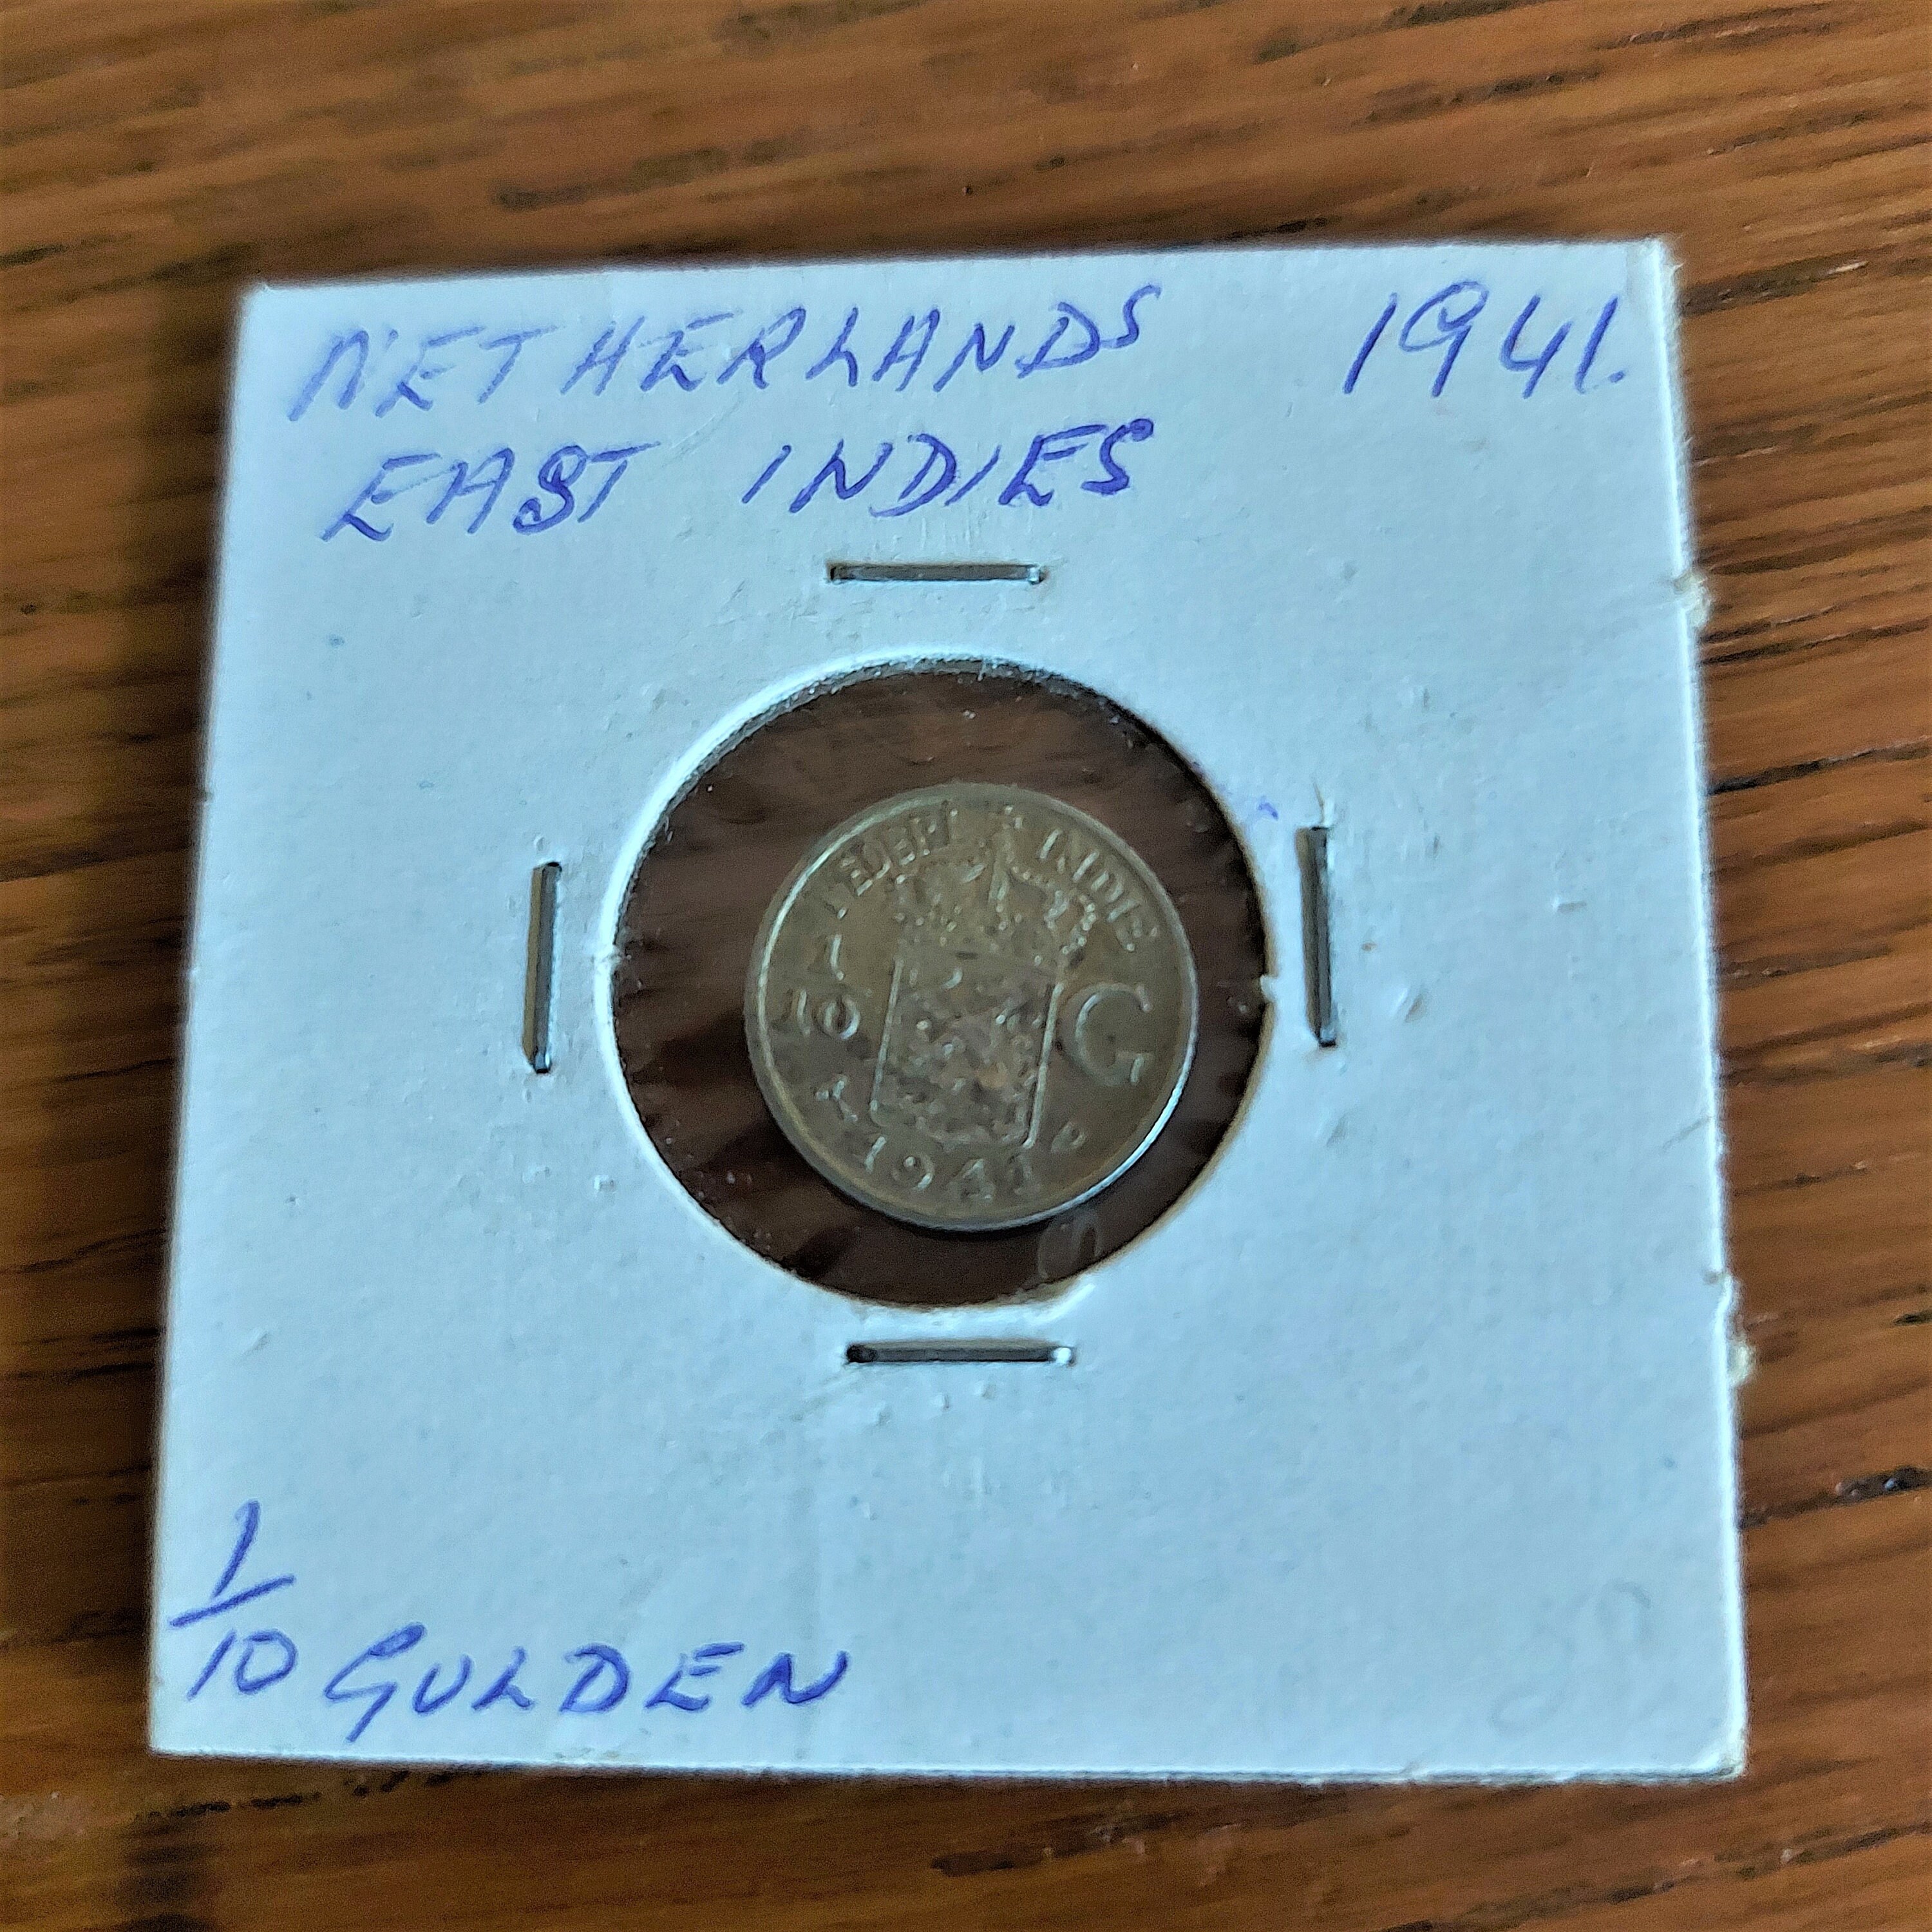 NETHERLANDS 1941.
EAST INDIES
NEDERL INDIE
1
10 G
P
1941
1
10 GULDEN